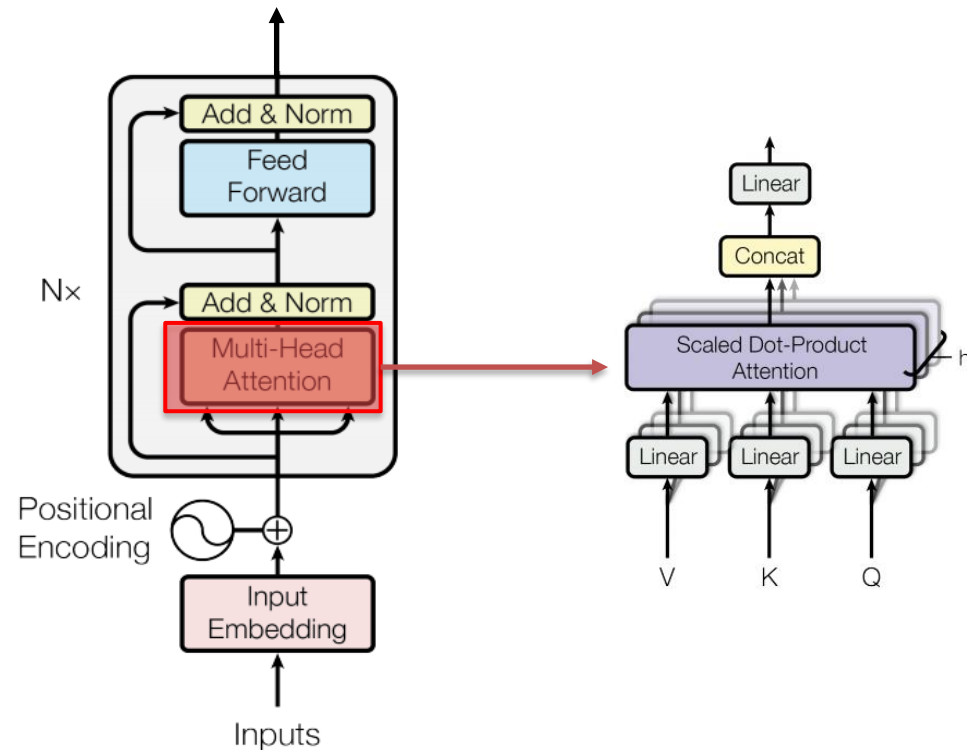 Add & Norm
Feed
Forward
N×
Add & Norm
Multi-Head
Attention
Positional
Encoding
Input
Embedding
Inputs
Linear
Concat
Scaled Dot-Product
Attention
h
Linear
Linear
Linear
V
K
Q